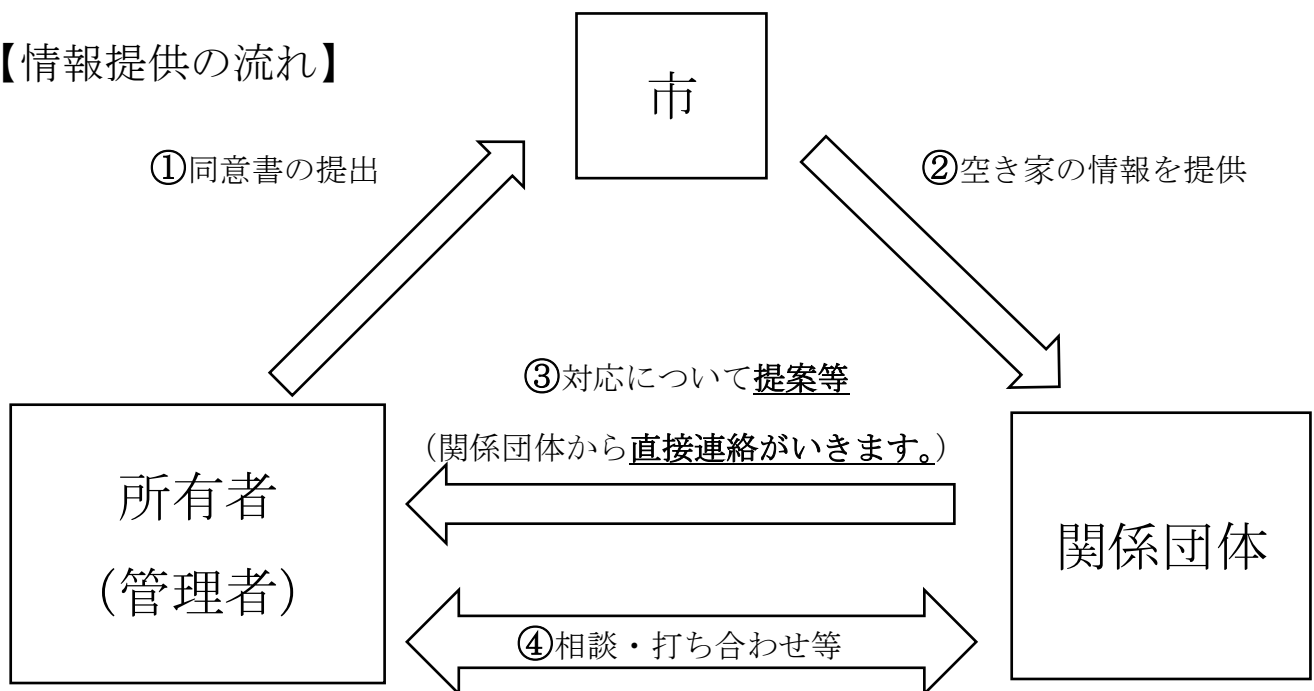 【情報提供の流れ】
市
①同意書の提出
②空き家の情報を提供
③対応について提案等
（関係団体から直接連絡がいきます。）
所有者
（管理者）
関係団体
④相談・打ち合わせ等